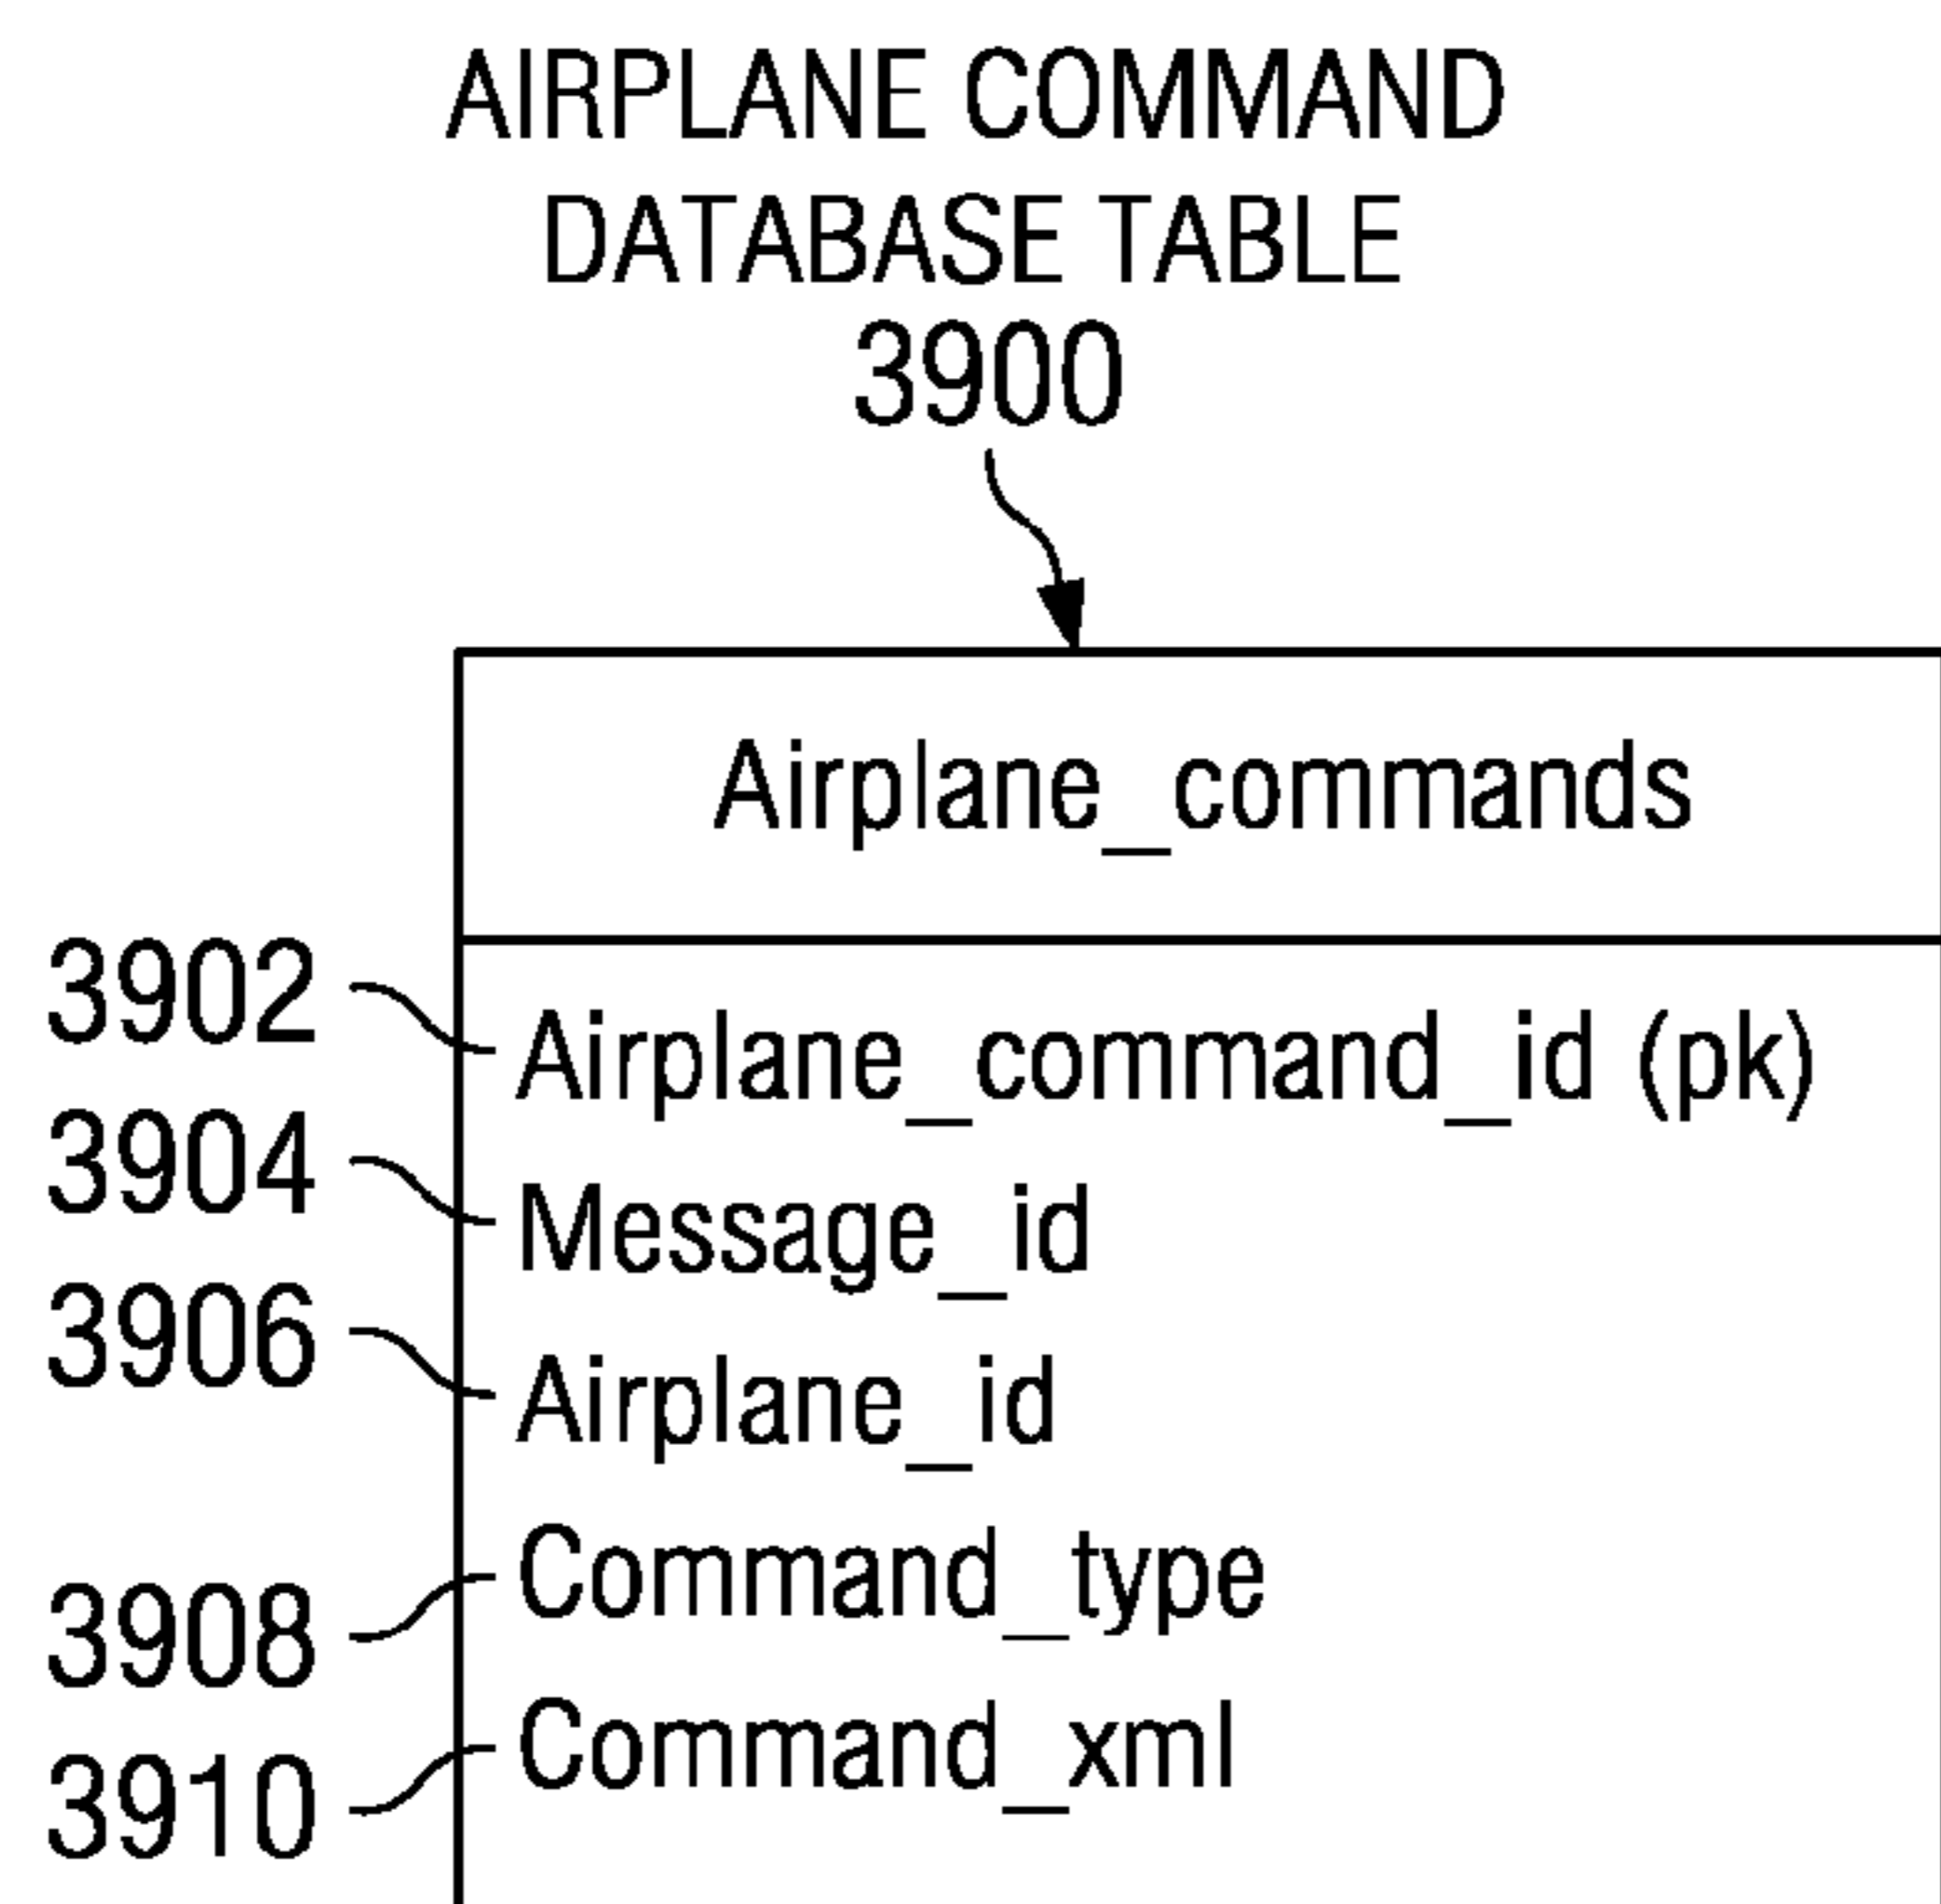 AIRPLANE COMMAND
DATABASE TABLE
3900
Airplane_commands
3902 Airplane_command_id (pk)
3904 Message_id
3906 Airplane_id
3908 Command_type
3910 Command_xml